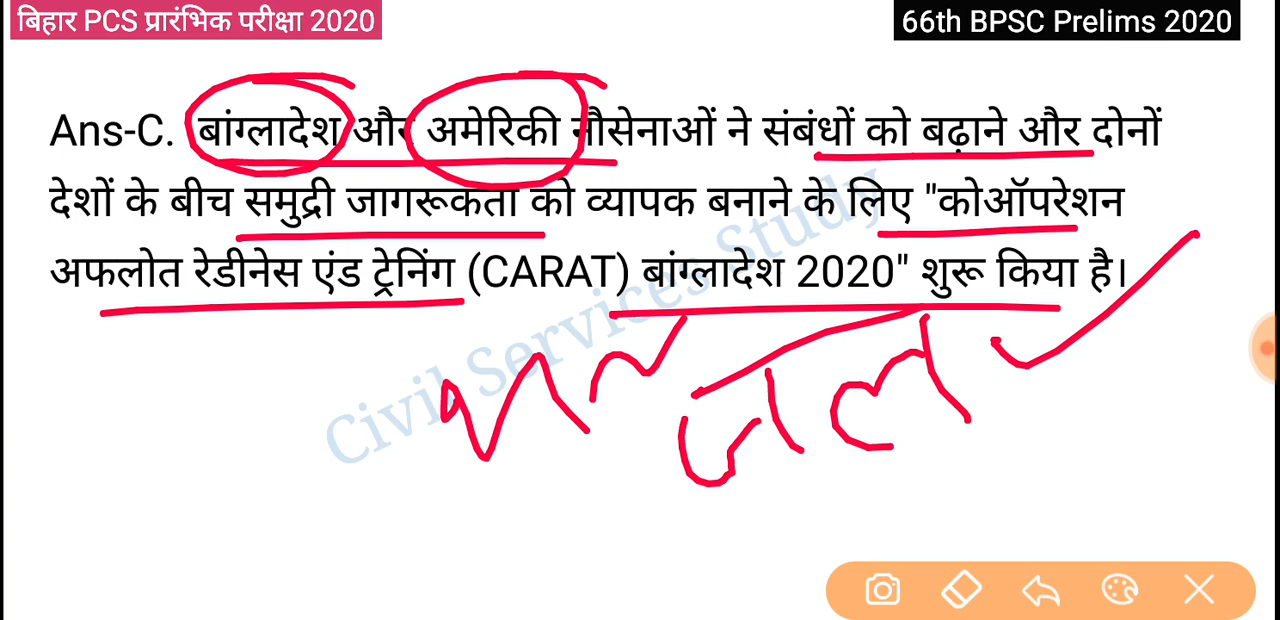 बिहार PCS प्रारंभिक परीक्षा 2020
66th BPSC Prelims 2020
Ans-C. बांग्लादेश और अमेरिकी नौसेनाओं ने संबंधों को बढ़ाने और दोनों
देशों के बीच समुद्री जागरूकता को व्यापक बनाने के लिए "कोऑपरेशन
अफलोत रेडीनेस एंड ट्रेनिंग (CARAT) बांग्लादेश 2020" शुरू किया है।
Civil Services Study
जल